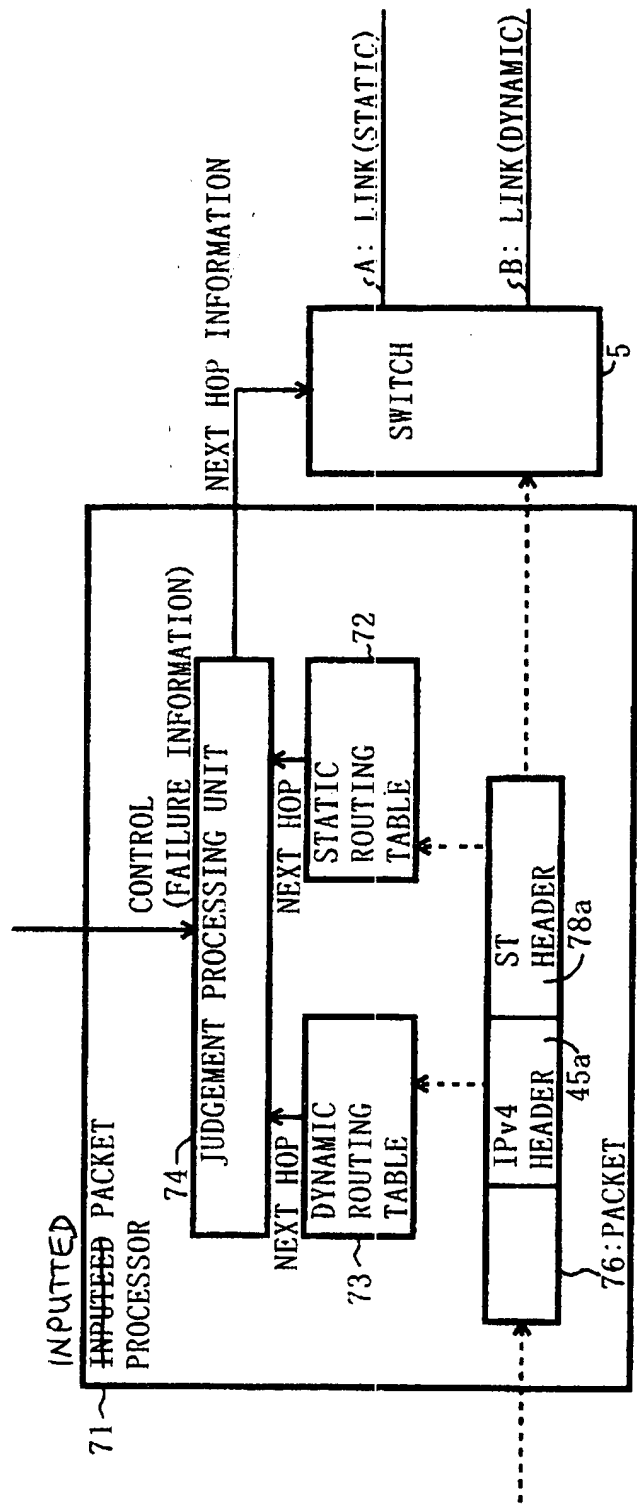 INPUTTED
INPUTEED PACKET
PROCESSOR
71
CONTROL
(FAILURE INFORMATION)
NEXT HOP INFORMATION
74
JUDGEMENT PROCESSING UNIT
NEXT HOP
NEXT HOP
DYNAMIC
ROUTING
TABLE
73
STATIC
ROUTING
TABLE
72
IPv4
HEADER
45a
ST
HEADER
78a
76:PACKET
SWITCH
5
A: LINK(STATIC)
B: LINK(DYNAMIC)